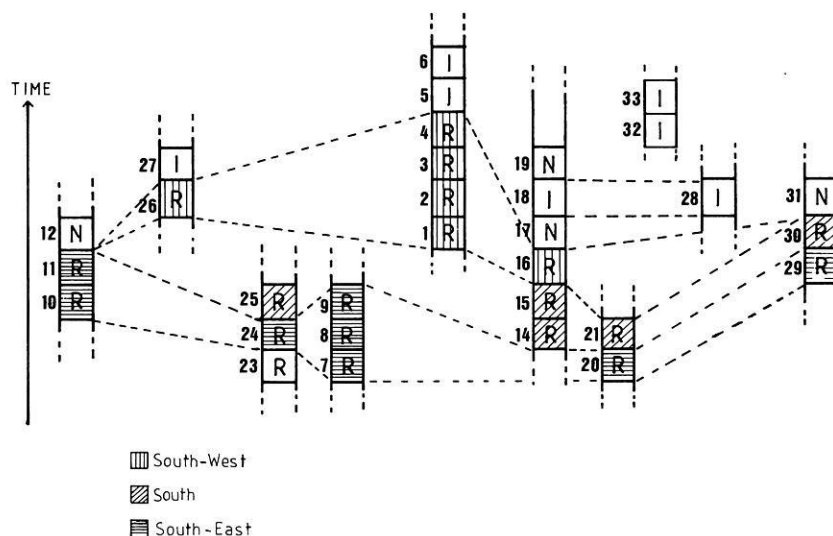 TIME
6 I
5 I
4 R
3 R
2 R
1 R
27 I
26 R
12 N
11 R
10 R
25 R
24 R
23 R
9 R
8 R
7 R
19 N
18 I
17 N
16 R
15 R
14 R
21 R
20 R
33 I
32 I
28 I
31 N
30 R
29 R
South-West
South
South-East